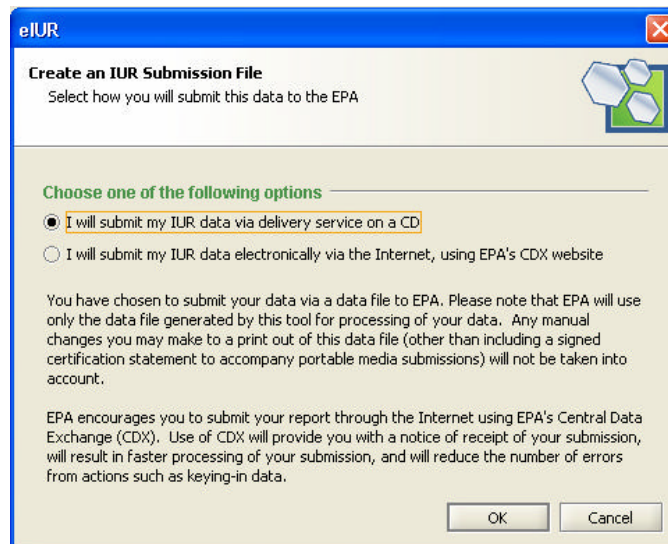 eIUR
Create an IUR Submission File
Select how you will submit this data to the EPA
Choose one of the following options
I will submit my IUR data via delivery service on a CD
I will submit my IUR data electronically via the Internet, using EPA's CDX website
You have chosen to submit your data via a data file to EPA. Please note that EPA will use
only the data file generated by this tool for processing of your data. Any manual
changes you may make to a print out of this data file (other than including a signed
certification statement to accompany portable media submissions) will not be taken into
account.
EPA encourages you to submit your report through the Internet using EPA's Central Data
Exchange (CDX). Use of CDX will provide you with a notice of receipt of your submission,
will result in faster processing of your submission, and will reduce the number of errors
from actions such as keying-in data.
OK
Cancel